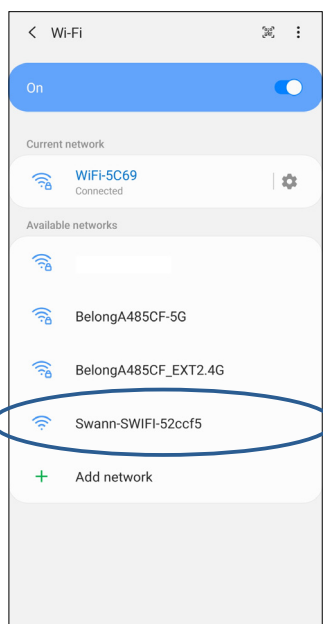 Wi-Fi
On
Current network
WiFi-5C69
Connected
Available networks
BelongA485CF-5G
BelongA485CF_EXT2.4G
Swann-SWIFI-52ccf5
Add network